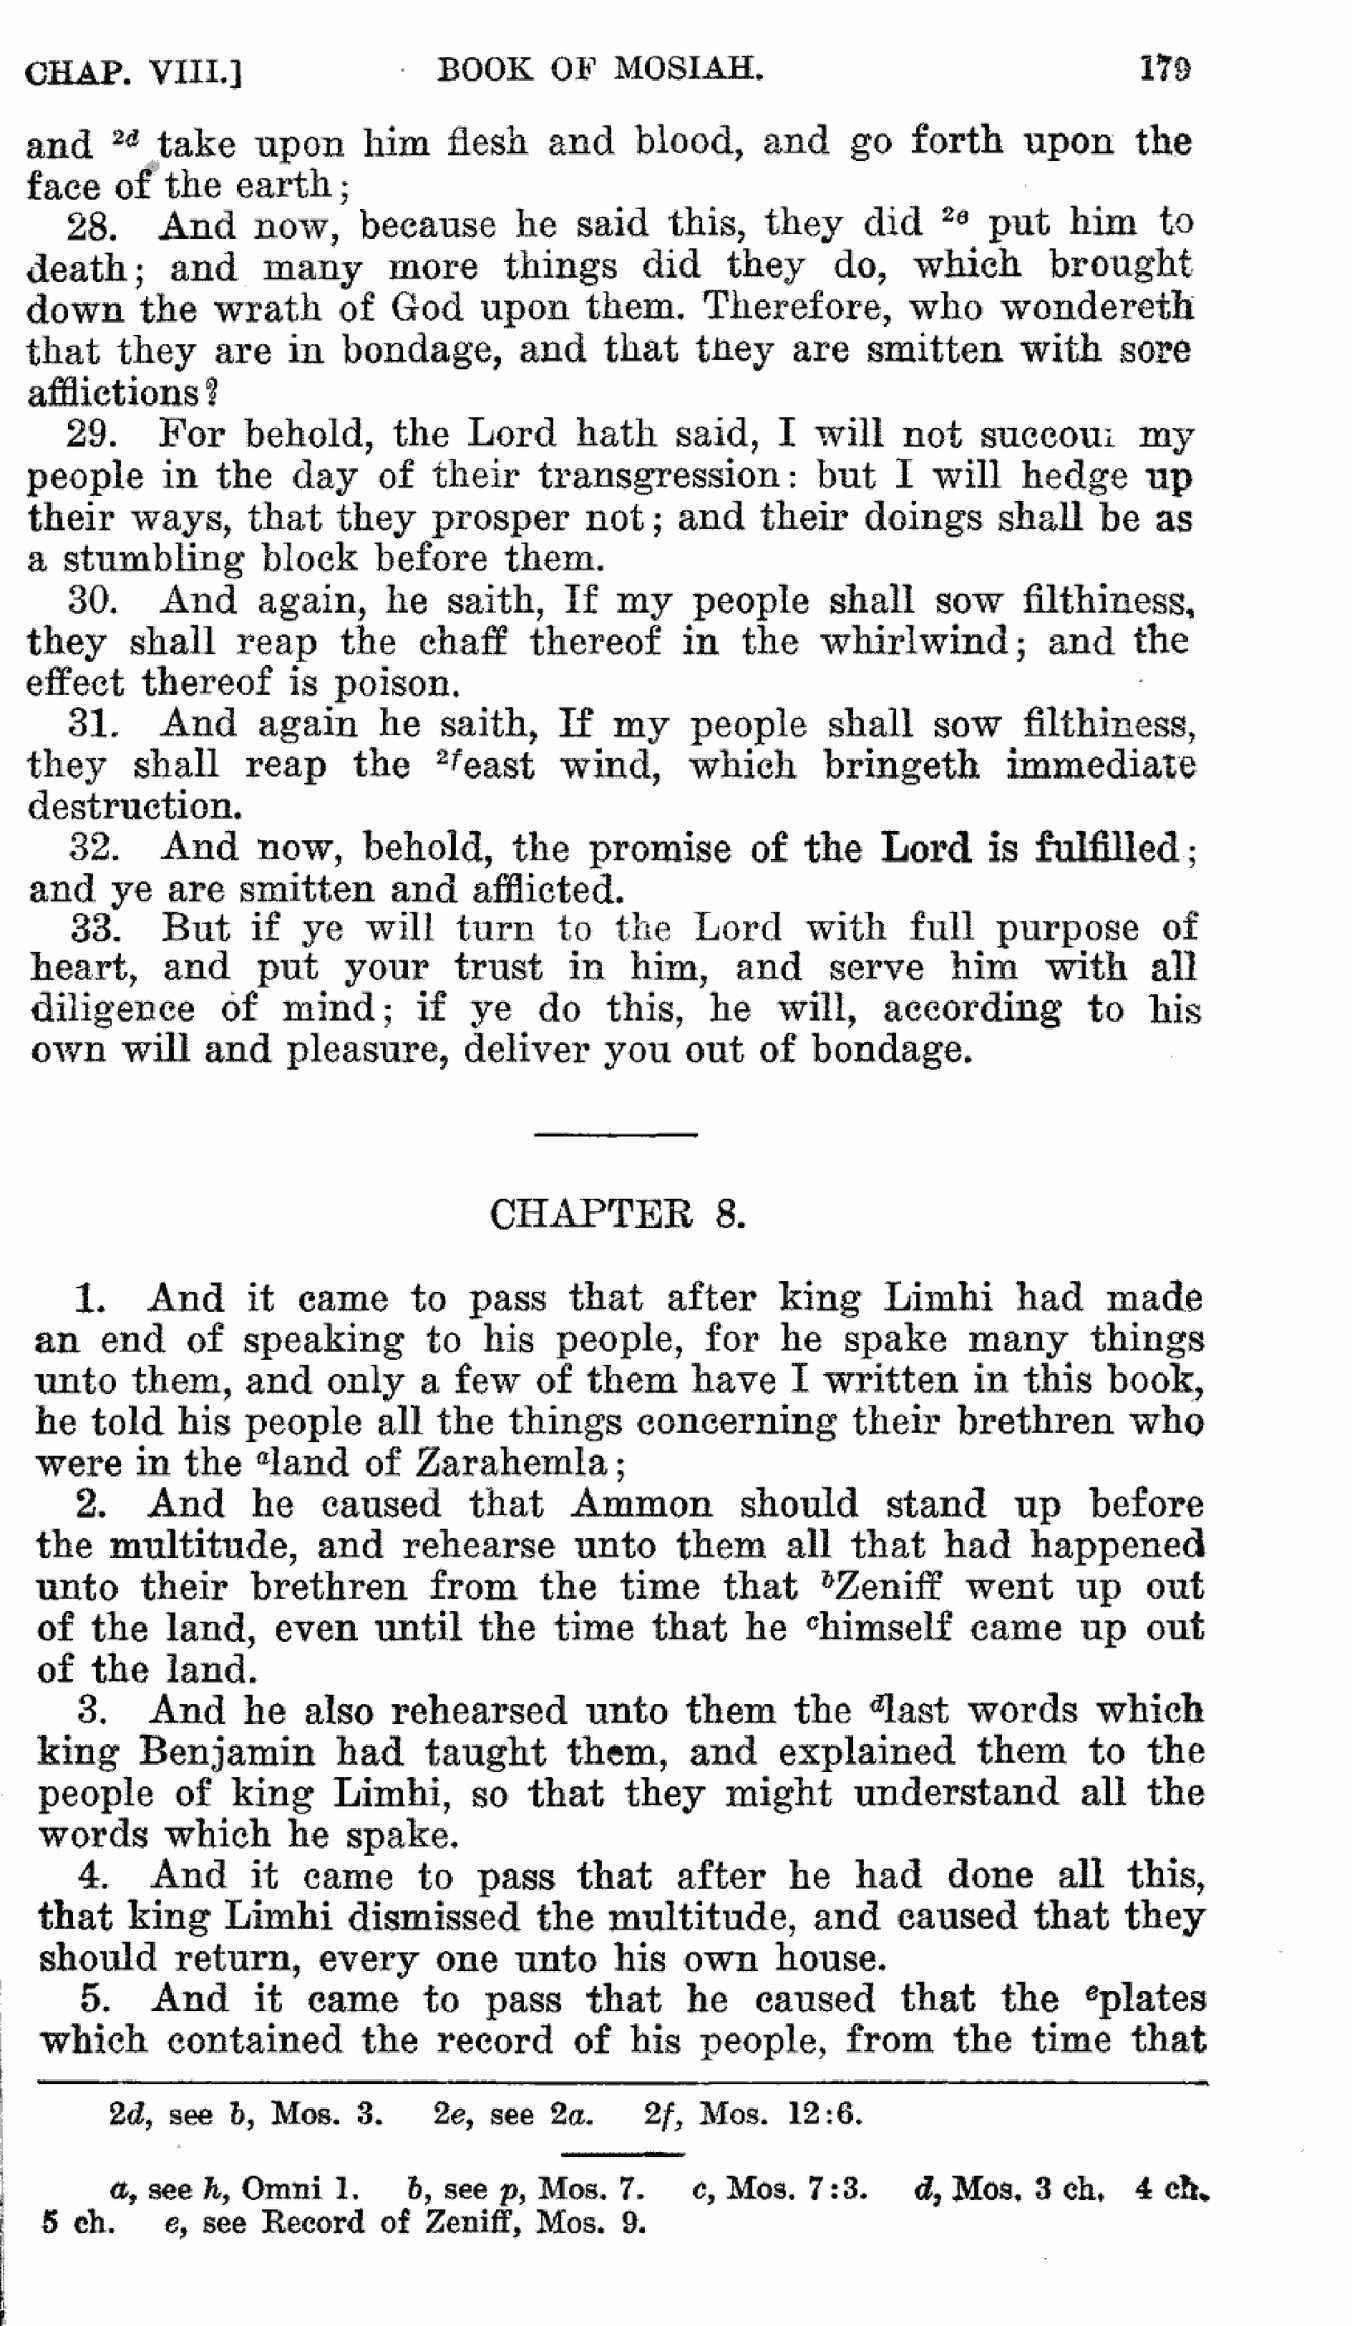 CHAP. VIII.] BOOK OF MOSIAH. 179
and 2d take upon him flesh and blood, and go forth upon the
face of the earth;
28. And now, because he said this, they did 2e put him to
death; and many more things did they do, which brought
down the wrath of God upon them. Therefore, who wondereth
that they are in bondage, and that they are smitten with sore
afflictions?
29. For behold, the Lord hath said, I will not succour my
people in the day of their transgression: but I will hedge up
their ways, that they prosper not; and their doings shall be as
a stumbling block before them.
30. And again, he saith, If my people shall sow filthiness,
they shall reap the chaff thereof in the whirlwind; and the
effect thereof is poison.
31. And again he saith, If my people shall sow filthiness,
they shall reap the 2feast wind, which bringeth immediate
destruction.
32. And now, behold, the promise of the Lord is fulfilled;
and ye are smitten and afflicted.
33. But if ye will turn to the Lord with full purpose of
heart, and put your trust in him, and serve him with all
diligence of mind; if ye do this, he will, according to his
own will and pleasure, deliver you out of bondage.
CHAPTER 8.
1. And it came to pass that after king Limhi had made
an end of speaking to his people, for he spake many things
unto them, and only a few of them have I written in this book,
he told his people all the things concerning their brethren who
were in the aland of Zarahemla;
2. And he caused that Ammon should stand up before
the multitude, and rehearse unto them all that had happened
unto their brethren from the time that bZeniff went up out
of the land, even until the time that he chimself came up out
of the land.
3. And he also rehearsed unto them the dlast words which
king Benjamin had taught them, and explained them to the
people of king Limhi, so that they might understand all the
words which he spake.
4. And it came to pass that after he had done all this,
that king Limhi dismissed the multitude, and caused that they
should return, every one unto his own house.
5. And it came to pass that he caused that the eplates
which contained the record of his people, from the time that
2d, see b, Mos. 3. 2e, see 2a. 2f, Mos. 12:6.
a, see h, Omni 1. b, see p, Mos. 7. c, Mos. 7:3. d, Mos. 3 ch. 4 ch.
5 ch. e, see Record of Zeniff, Mos. 9.